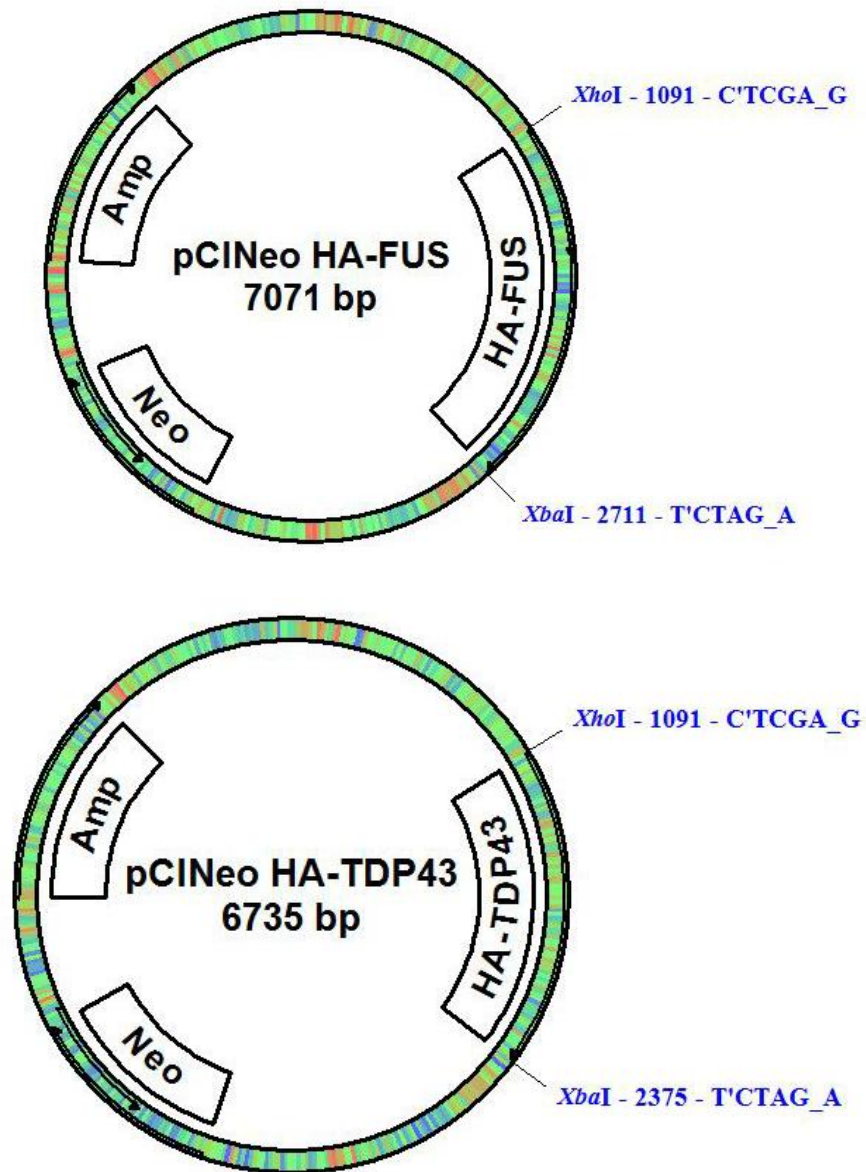 XhoI - 1091 - C'TCGA_G
Amp
pCINeo HA-FUS
7071 bp
HA-FUS
Neo
XbaI - 2711 - T'CTAG_A
XhoI - 1091 - C'TCGA_G
Amp
pCINeo HA-TDP43
6735 bp
HA-TDP43
Neo
XbaI - 2375 - T'CTAG_A